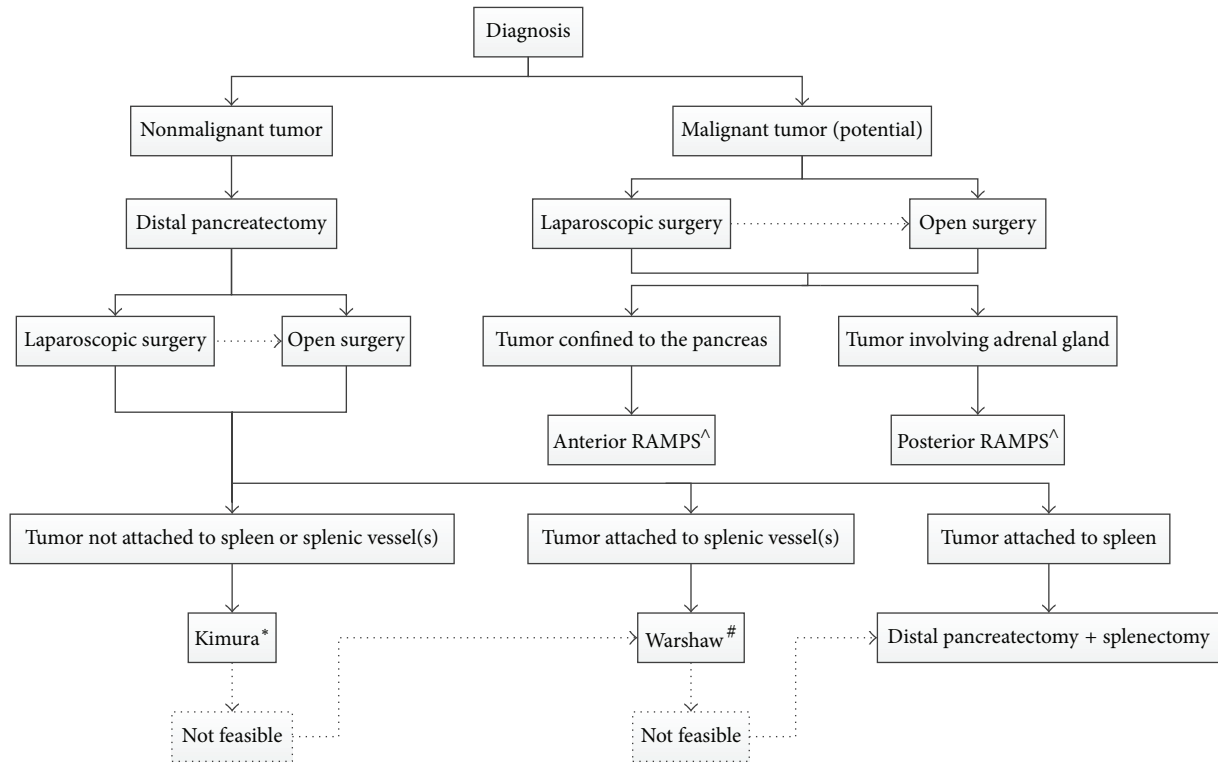 Diagnosis
Nonmalignant tumor
Malignant tumor (potential)
Distal pancreatectomy
Laparoscopic surgery
Open surgery
Laparoscopic surgery
Open surgery
Tumor confined to the pancreas
Tumor involving adrenal gland
Anterior RAMPS^
Posterior RAMPS^
Tumor not attached to spleen or splenic vessel(s)
Tumor attached to splenic vessel(s)
Tumor attached to spleen
Kimura*
Warshaw#
Distal pancreatectomy + splenectomy
Not feasible
Not feasible